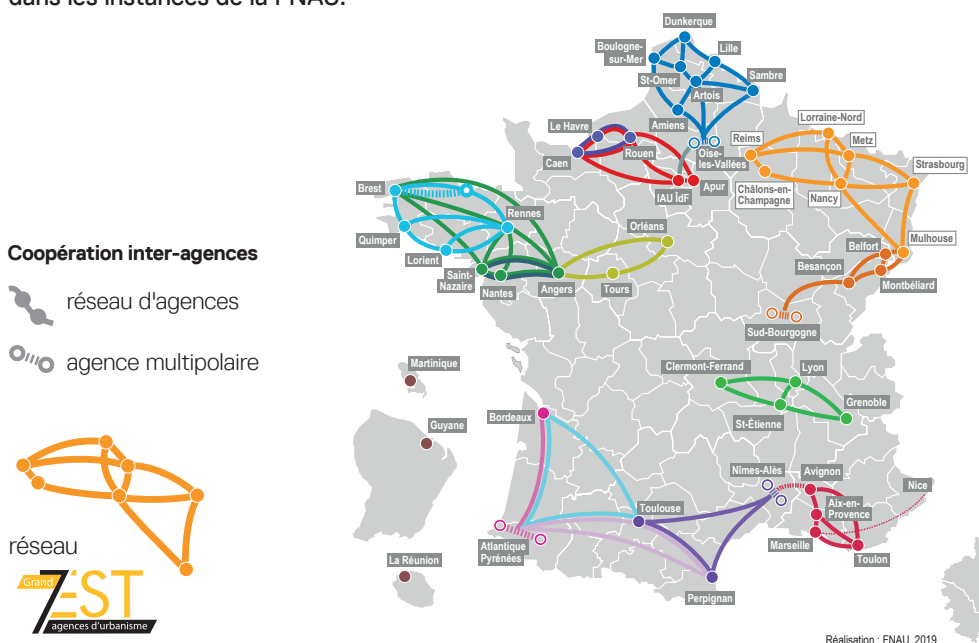 dans les instances de la FNAU.
Dunkerque
Boulogne-
sur-Mer
Lille
St-Omer
Sambre
Artois
Amiens
Lorraine-Nord
Le Havre
Reims
Metz
Rouen
Oise-
les-Vallées
Caen
Strasbourg
IAU îdF
Apur
Châlons-en-
Champagne
Nancy
Brest
Rennes
Orléans
Quimper
Mulhouse
Belfort
Lorient
Besançon
Coopération inter-agences
Saint-
Nazaire
Nantes
Angers
Tours
Montbéliard
réseau d'agences
Sud-Bourgogne
agence multipolaire
Martinique
Clermont-Ferrand
Lyon
Grenoble
Bordeaux
St-Étienne
Guyane
Nîmes-Alès
Avignon
Nice
Toulouse
Aix-en-
Provence
réseau
Atlantique
Pyrénées
Marseille
Toulon
La Réunion
Grand
7EST
agences d'urbanisme
Perpignan
Réalisation : FNAU, 2019